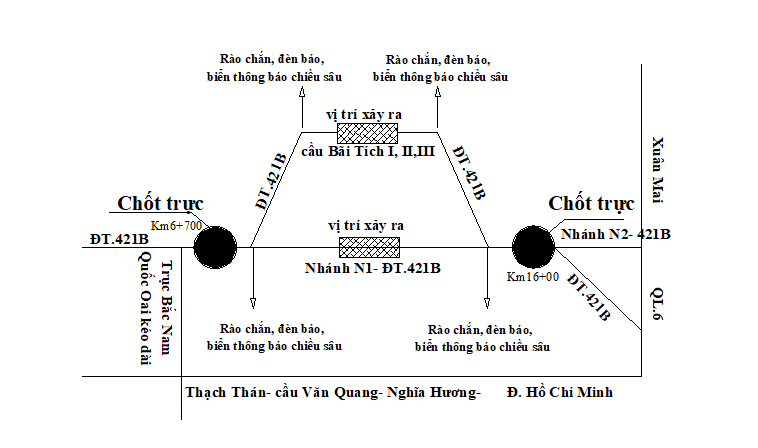 Rào chắn, đèn báo,
biển thông báo chiều sâu
Rào chắn, đèn báo,
biển thông báo chiều sâu
vị trí xảy ra
cầu Bãi Tích I, II,III
ĐT.421B
ĐT.421B
Xuân Mai
Chốt trực
Km6+700
ĐT.421B
vị trí xảy ra
Nhánh N1- ĐT.421B
Chốt trực
Nhánh N2- 421B
Km16+00
ĐT.421B
QL.6
Trục Bắc Nam
Quốc Oai kéo dài
Rào chắn, đèn báo,
biển thông báo chiều sâu
Rào chắn, đèn báo,
biển thông báo chiều sâu
Thạch Thán- cầu Văn Quang- Nghĩa Hương- Đ. Hồ Chí Minh